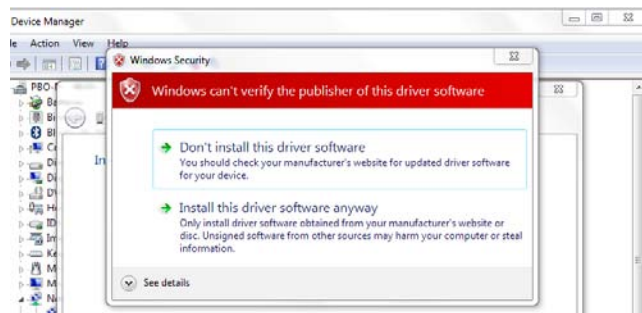 Device Manager
Action View Help
Windows Security
PBO-
Windows can't verify the publisher of this driver software
Don't install this driver software
You should check your manufacturer's website for updated driver software
for your device.
Install this driver software anyway
Only install driver software obtained from your manufacturer's website or
disc. Unsigned software from other sources may harm your computer or steal
information.
See details